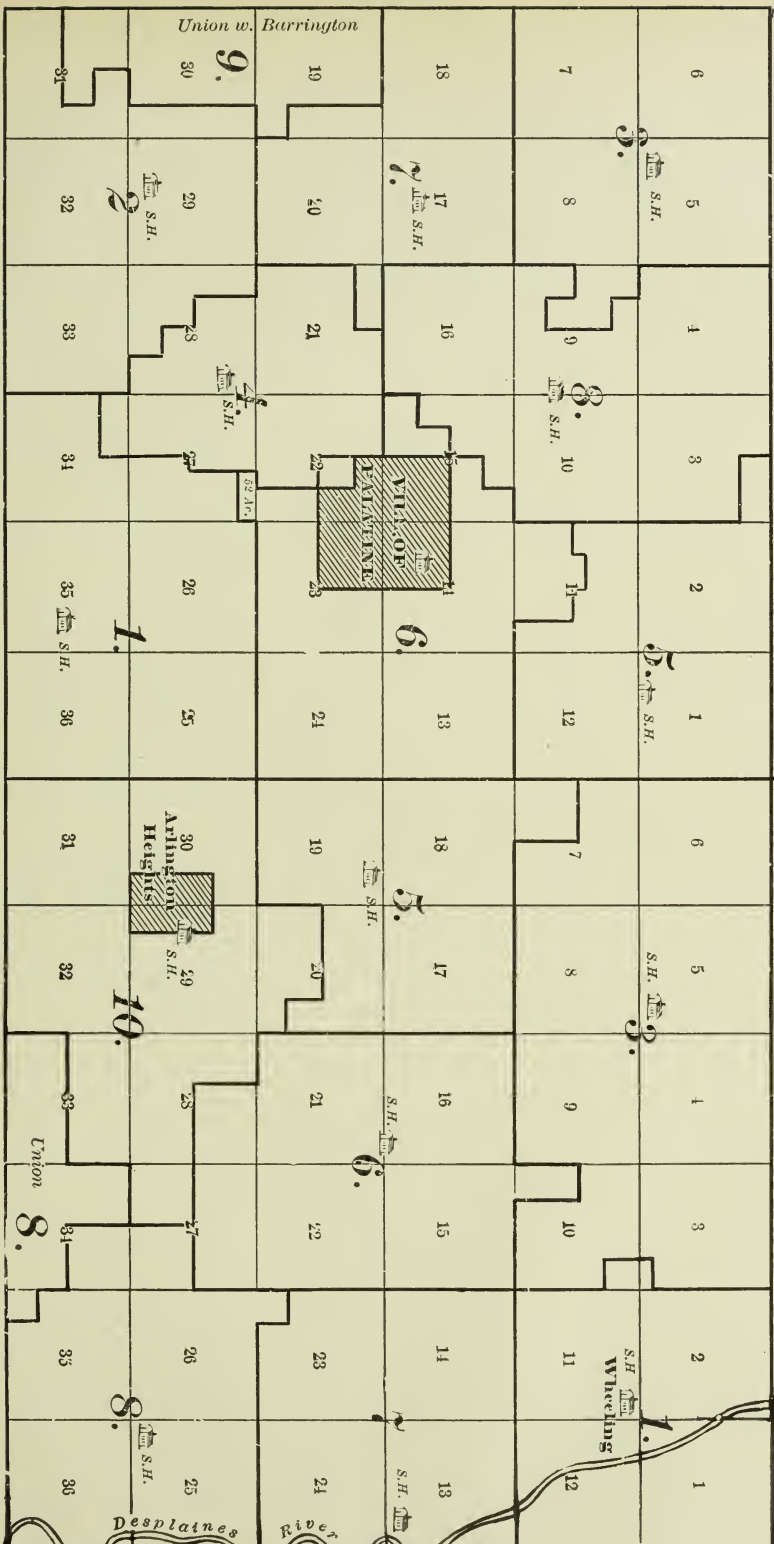 6 5 4 3 2 1 6 5 4 3 2 1
3. S.H. 5. S.H. S.H. 3. S.H 1.
Wheeling
7 8 9 10 11 12 7 8 9 10 11 12
8. S.H.
18 17 16 15 14 13 18 17 16 15 14 13
7. S.H. 6. 5. S.H. S.H. 6. 7 S.H.
VILL. OF
PALATINE
19 20 21 22 23 24 19 20 21 22 23 24
River
Union w. Barrington
9. 4. S.H. 52 Ac.
30 29 28 27 26 25 30 29 28 27 26 25
S.H. S.H. S.H.
Arlington
Heights
Desplaines
2 1. 10. 8.
31 32 33 34 35 36 31 32 33 34 35 36
S.H.
Union 8.